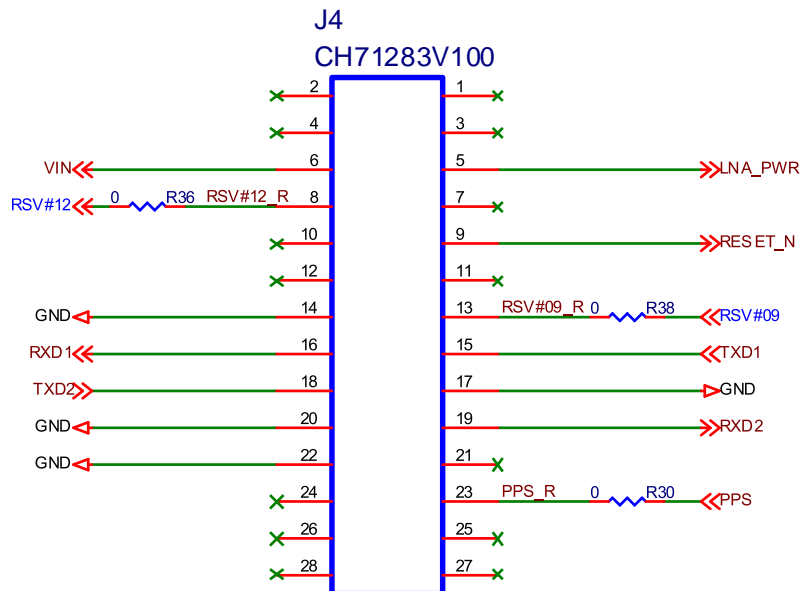 J4
CH71283V100
2 1
4 3
VIN 6 5 LNA_PWR
RSV#12 0 R36 RSV#12_R 8 7
10 9 RESET_N
12 11
GND 14 13 RSV#09_R 0 R38 RSV#09
RXD1 16 15 TXD1
TXD2 18 17 GND
GND 20 19 RXD2
GND 22 21
24 23 PPS_R 0 R30 PPS
26 25
28 27